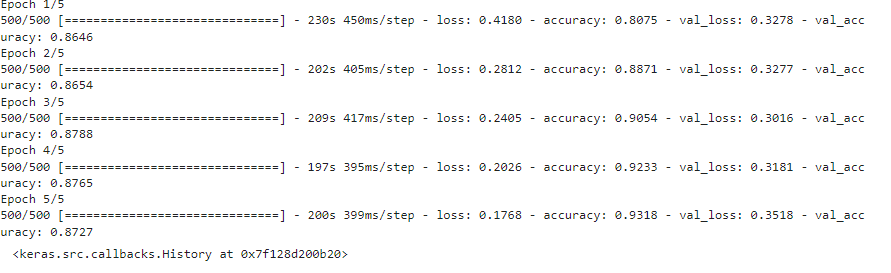 Epoch 1/5
500/500 [==============================] - 230s 450ms/step - loss: 0.4180 - accuracy: 0.8075 - val_loss: 0.3278 - val_acc
uracy: 0.8646
Epoch 2/5
500/500 [==============================] - 202s 405ms/step - loss: 0.2812 - accuracy: 0.8871 - val_loss: 0.3277 - val_acc
uracy: 0.8654
Epoch 3/5
500/500 [==============================] - 209s 417ms/step - loss: 0.2405 - accuracy: 0.9054 - val_loss: 0.3016 - val_acc
uracy: 0.8788
Epoch 4/5
500/500 [==============================] - 197s 395ms/step - loss: 0.2026 - accuracy: 0.9233 - val_loss: 0.3181 - val_acc
uracy: 0.8765
Epoch 5/5
500/500 [==============================] - 200s 399ms/step - loss: 0.1768 - accuracy: 0.9318 - val_loss: 0.3518 - val_acc
uracy: 0.8727
<keras.src.callbacks.History at 0x7f128d200b20>